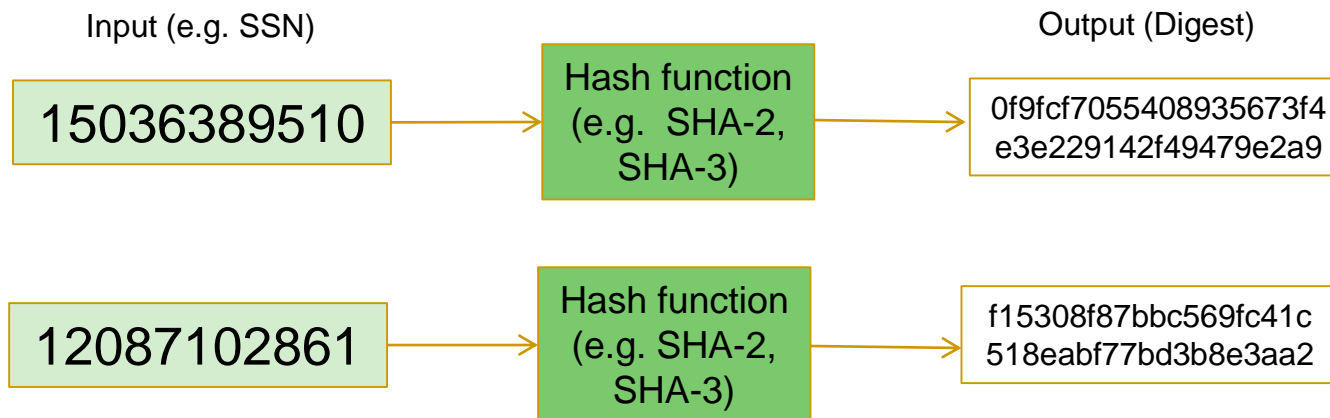 Input (e.g. SSN)
Output (Digest)
15036389510
Hash function
(e.g. SHA-2,
SHA-3)
0f9fcf7055408935673f4
e3e229142f49479e2a9
12087102861
Hash function
(e.g. SHA-2,
SHA-3)
f15308f87bbc569fc41c
518eabf77bd3b8e3aa2